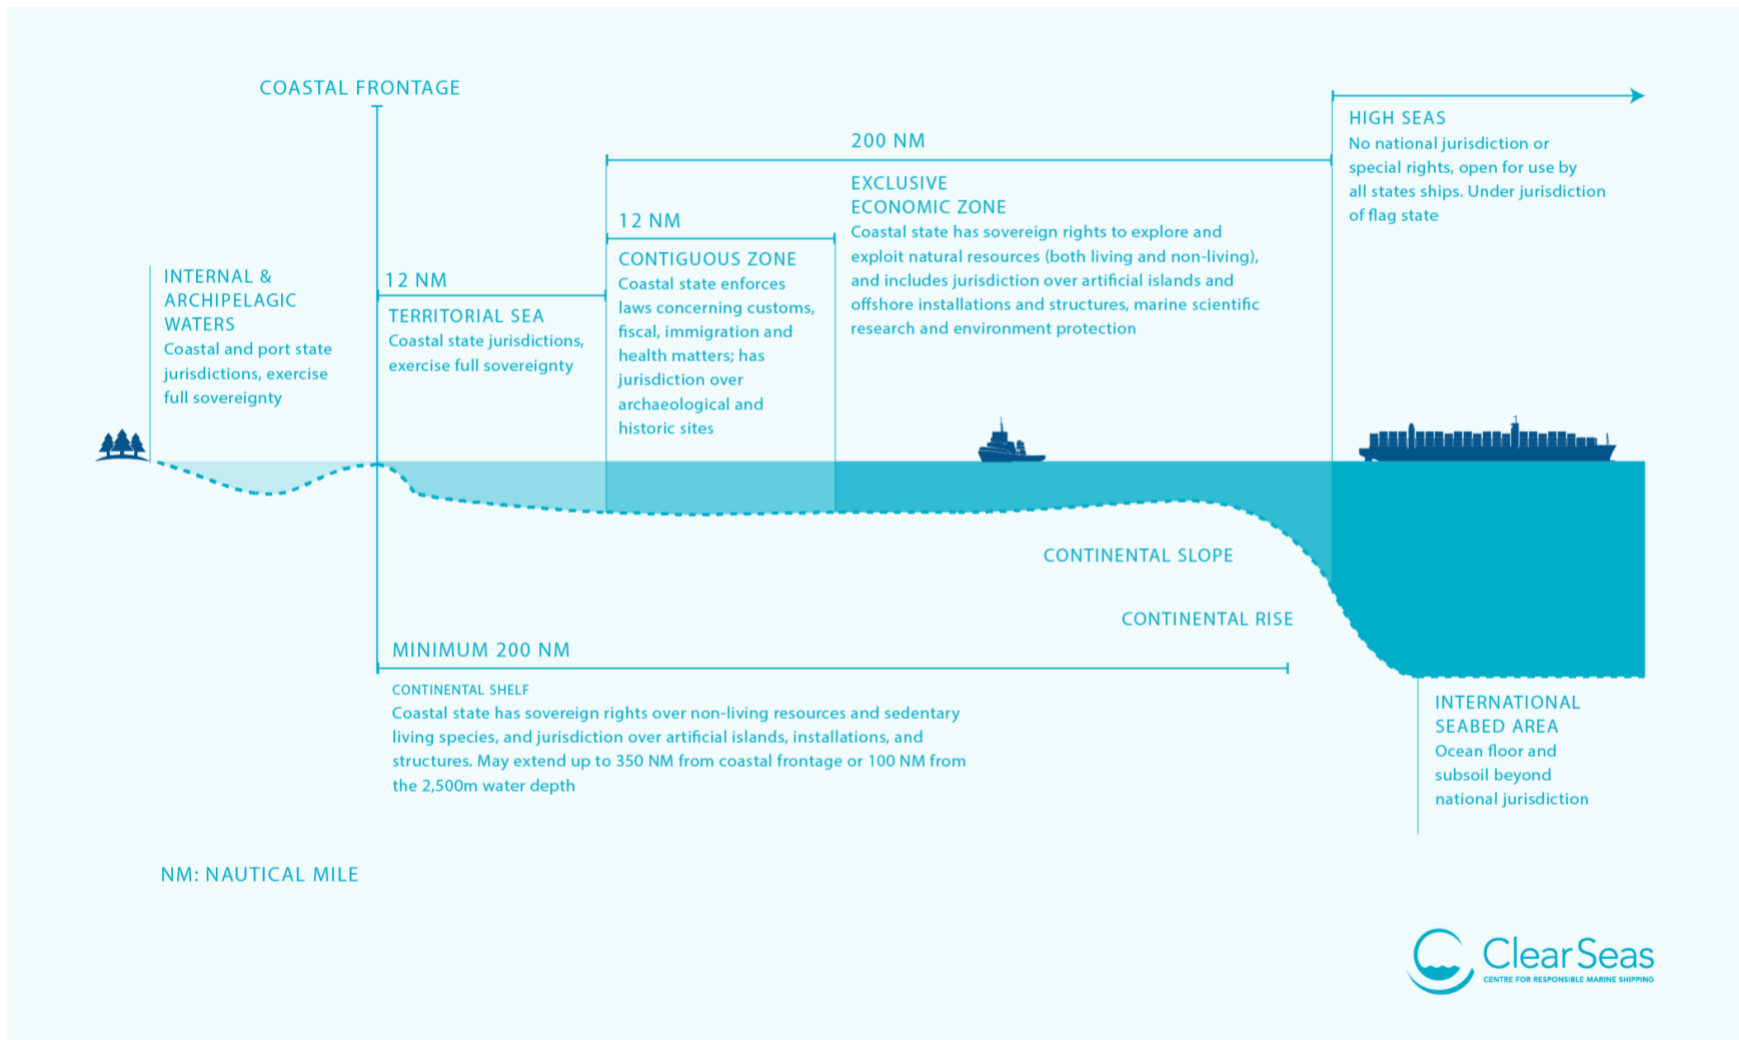 COASTAL FRONTAGE
INTERNAL &
ARCHIPELAGIC
WATERS
Coastal and port state
jurisdictions, exercise
full sovereignty
12 NM
TERRITORIAL SEA
Coastal state jurisdictions,
exercise full sovereignty
12 NM
CONTIGUOUS ZONE
Coastal state enforces
laws concerning customs,
fiscal, immigration and
health matters; has
jurisdiction over
archaeological and
historic sites
200 NM
EXCLUSIVE
ECONOMIC ZONE
Coastal state has sovereign rights to explore and
exploit natural resources (both living and non-living),
and includes jurisdiction over artificial islands and
offshore installations and structures, marine scientific
research and environment protection
HIGH SEAS
No national jurisdiction or
special rights, open for use by
all states ships. Under jurisdiction
of flag state
CONTINENTAL SLOPE
CONTINENTAL RISE
MINIMUM 200 NM
CONTINENTAL SHELF
Coastal state has sovereign rights over non-living resources and sedentary
living species, and jurisdiction over artificial islands, installations, and
structures. May extend up to 350 NM from coastal frontage or 100 NM from
the 2,500m water depth
INTERNATIONAL
SEABED AREA
Ocean floor and
subsoil beyond
national jurisdiction
NM: NAUTICAL MILE
Clear Seas
CENTRE FOR RESPONSIBLE MARINE SHIPPING